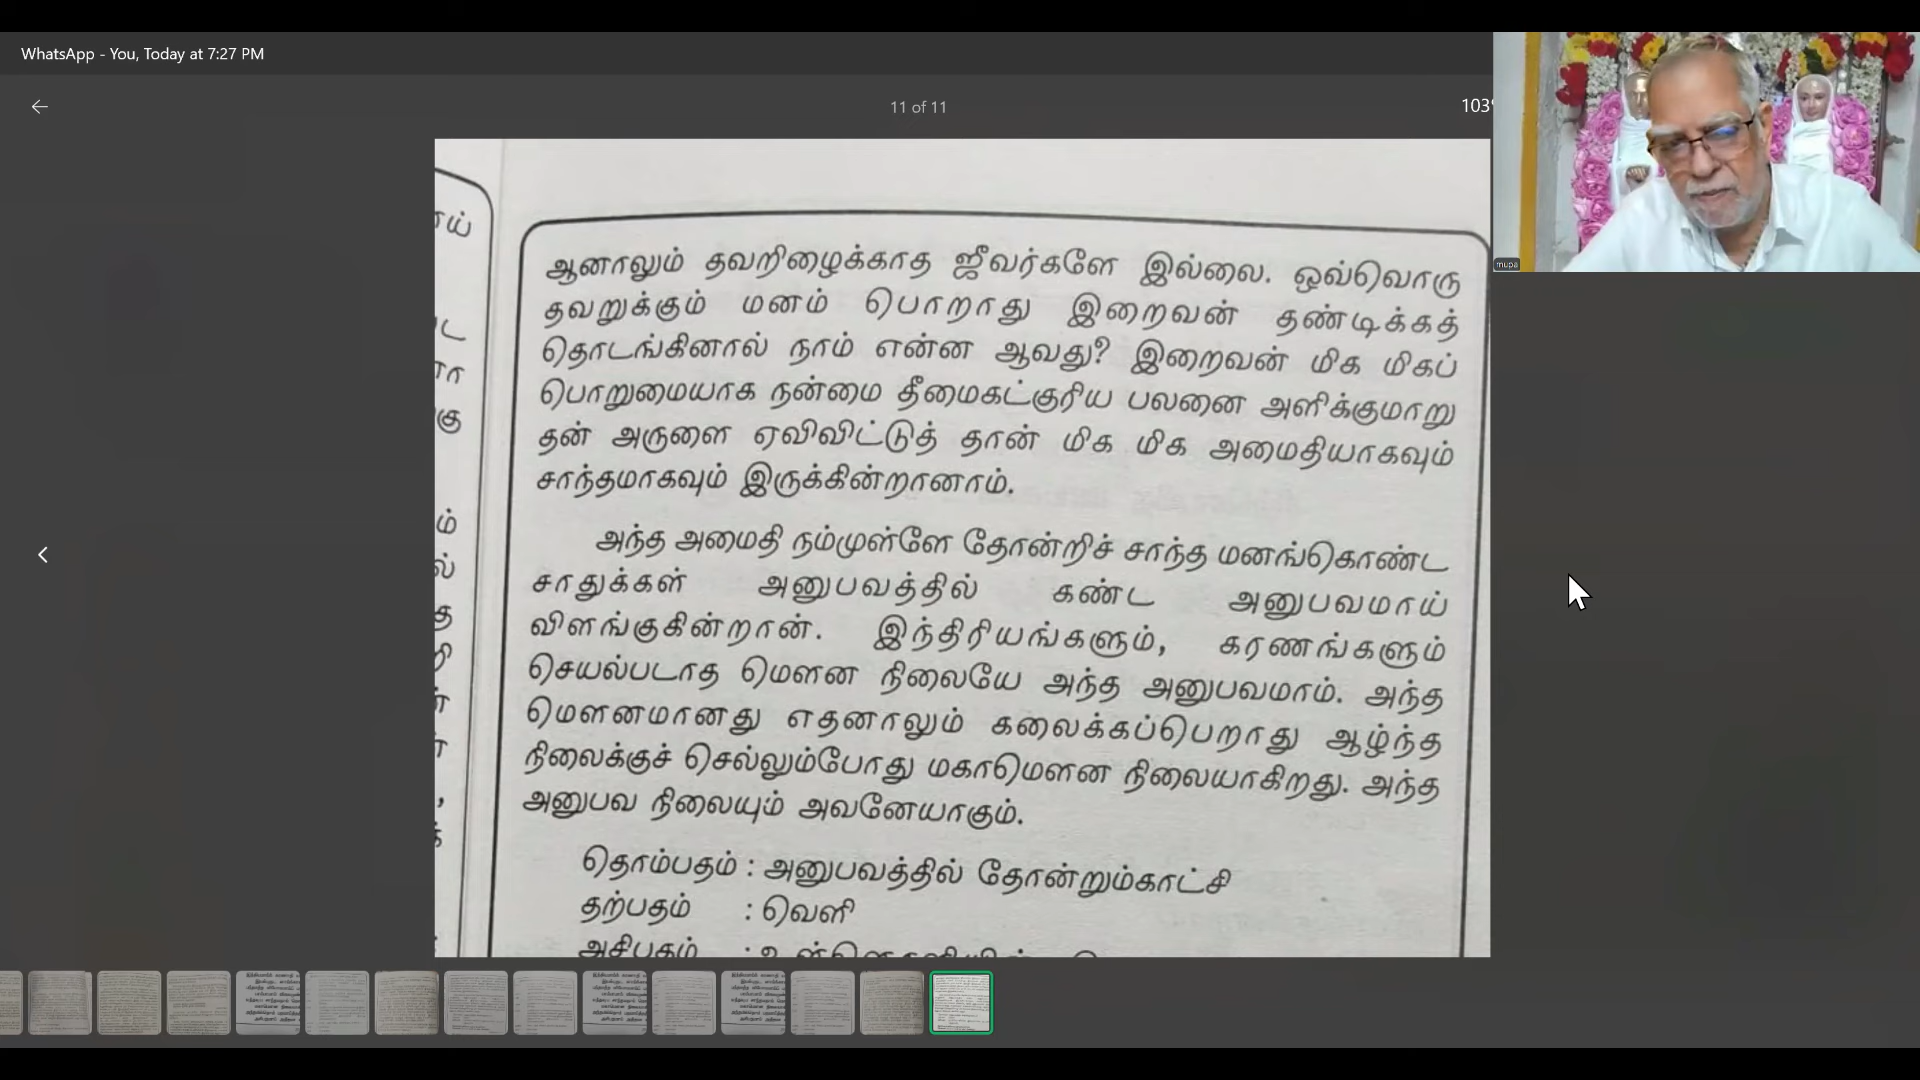 WhatsApp - You, Today at 7:27 PM
11 of 11
103%
mupa
ஆனாலும் தவறிழைக்காத ஜீவர்களே இல்லை. ஒவ்வொரு
தவறுக்கும் மனம் பொறாது இறைவன் தண்டிக்கத்
தொடங்கினால் நாம் என்ன ஆவது? இறைவன் மிக மிகப்
பொறுமையாக நன்மை தீமைகட்குரிய பலனை அளிக்குமாறு
தன் அருளை ஏவிவிட்டுத் தான் மிக மிக அமைதியாகவும்
சாந்தமாகவும் இருக்கின்றானாம்.
அந்த அமைதி நம்முள்ளே தோன்றிச் சாந்த மனங்கொண்ட
சாதுக்கள் அனுபவத்தில் கண்ட அனுபவமாய்
விளங்குகின்றான். இந்திரியங்களும், கரணங்களும்
செயல்படாத மௌன நிலையே அந்த அனுபவமாம். அந்த
மௌனமானது எதனாலும் கலைக்கப்பெறாது ஆழ்ந்த
நிலைக்குச் செல்லும்போது மகாமௌன நிலையாகிறது. அந்த
அனுபவ நிலையும் அவனேயாகும்.
தொம்பதம் : அனுபவத்தில் தோன்றும்காட்சி
தற்பதம் : வெளி